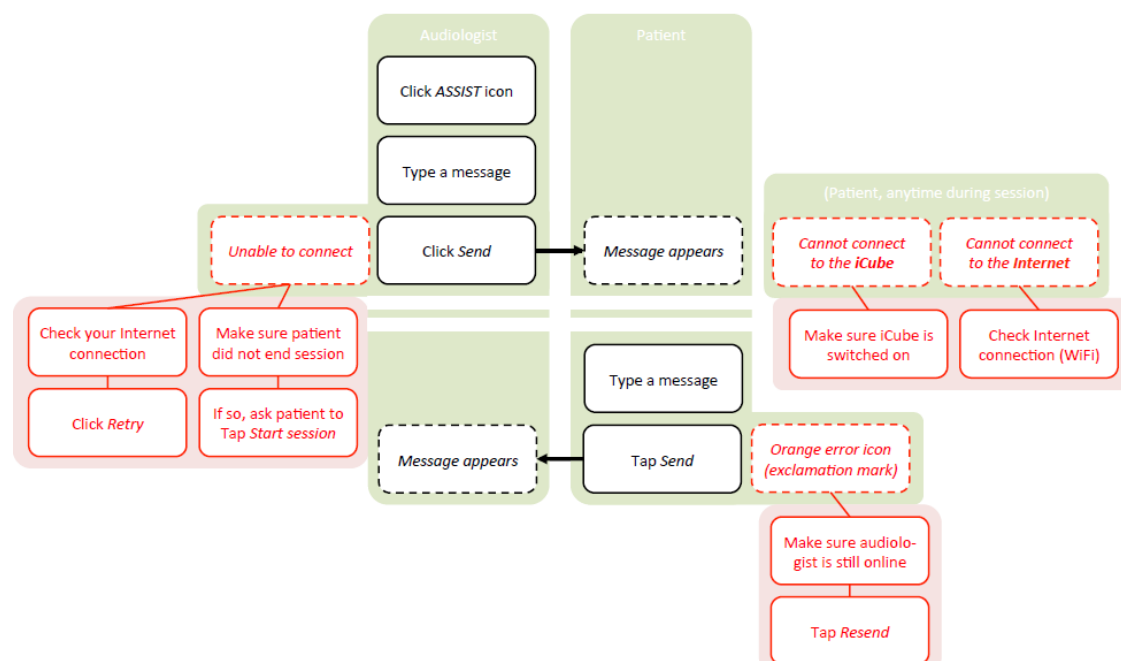 Audiologist
Patient
Click ASSIST icon
Type a message
(Patient, anytime during session)
Unable to connect
Click Send
Message appears
Cannot connect
to the iCube
Cannot connect
to the Internet
Check your Internet
connection
Make sure patient
did not end session
Make sure iCube is
switched on
Check Internet
connection (WiFi)
Type a message
Click Retry
If so, ask patient to
Tap Start session
Message appears
Tap Send
Orange error icon
(exclamation mark)
Make sure audiolo-
gist is still online
Tap Resend